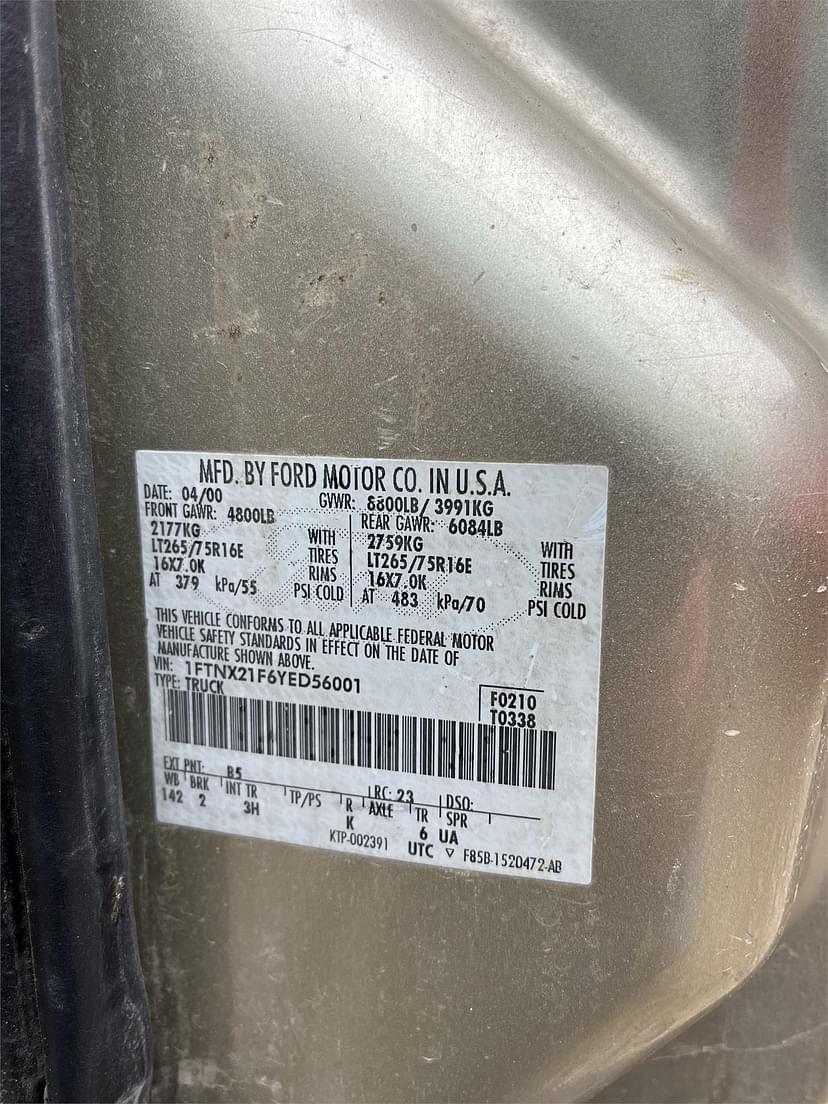 MFD. BY FORD MOTOR CO. IN U.S.A.
DATE: 04/00 GVWR: 8800LB/ 3991KG
FRONT GAWR: 4800LB REAR GAWR: 6084LB
2177KG WITH 2759KG WITH
LT265/75R16E TIRES LT265/75R16E TIRES
16X7.0K RIMS 16X7.0K RIMS
AT 379 kPa/55 PSI COLD AT 483 kPa/70 PSI COLD
THIS VEHICLE CONFORMS TO ALL APPLICABLE FEDERAL MOTOR
VEHICLE SAFETY STANDARDS IN EFFECT ON THE DATE OF
MANUFACTURE SHOWN ABOVE.
VIN: 1FTNX21F6YED56001
TYPE: TRUCK F0210
T0338
EXT PNT: B5 LRC: 23 DSO:
WB BRK INT TR TP/PS R AXLE TR SPR
142 2 3H K 6 UA
KTP-002391 UTC ▽ F85B-1520472-AB